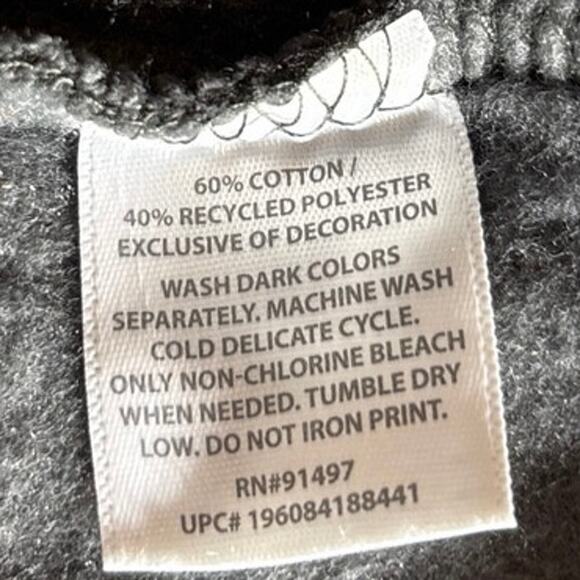 60% COTTON /
40% RECYCLED POLYESTER
EXCLUSIVE OF DECORATION
WASH DARK COLORS
SEPARATELY. MACHINE WASH
COLD DELICATE CYCLE.
ONLY NON-CHLORINE BLEACH
WHEN NEEDED. TUMBLE DRY
LOW. DO NOT IRON PRINT.
RN#91497
UPC# 196084188441